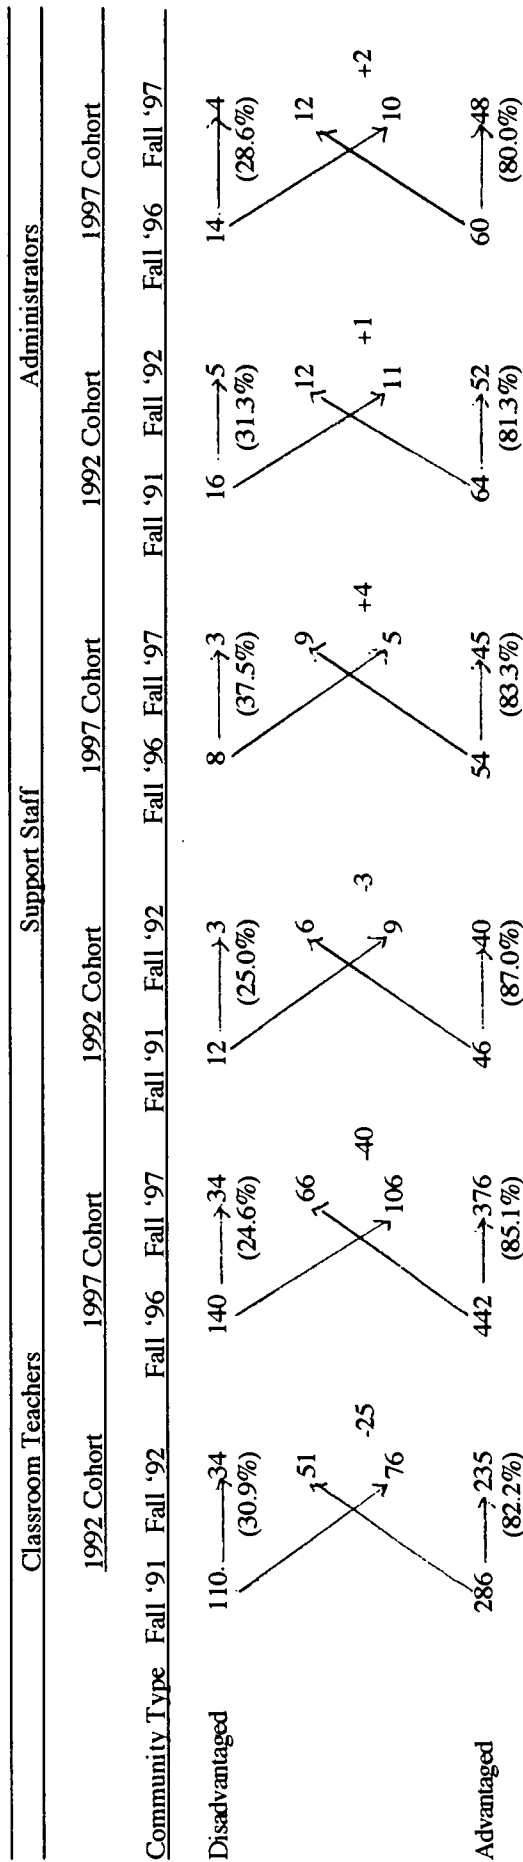 Classroom Teachers Support Staff Administrators
1992 Cohort 1997 Cohort 1992 Cohort 1997 Cohort 1992 Cohort 1997 Cohort
Community Type Fall '91 Fall '92 Fall '96 Fall '97 Fall '91 Fall '92 Fall '96 Fall '97 Fall '91 Fall '92 Fall '96 Fall '97
Disadvantaged 110 34 140 34 12 3 8 3 16 5 14 4
(30.9%) (24.6%) (25.0%) (37.5%) (31.3%) (28.6%)
51 66 6 9 12 12
-25 -40 -3 +4 +1 +2
76 106 9 5 11 10
Advantaged 286 235 442 376 46 40 54 45 64 52 60 48
(82.2%) (85.1%) (87.0%) (83.3%) (81.3%) (80.0%)